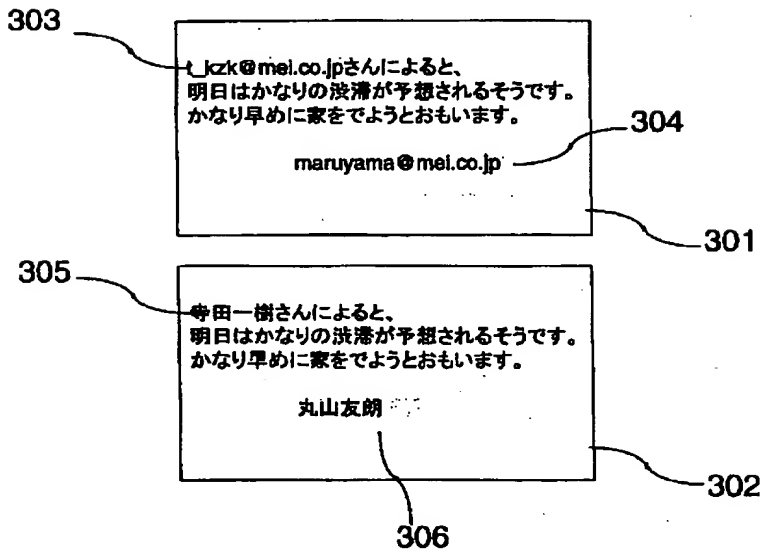 303
t_kzk@mei.co.jpさんによると、
明日はかなりの渋滞が予想されるそうです。
かなり早めに家をでようとおもいます。
304
maruyama@mei.co.jp
301
305
寺田一樹さんによると、
明日はかなりの渋滞が予想されるそうです。
かなり早めに家をでようとおもいます。
丸山友朗
302
306